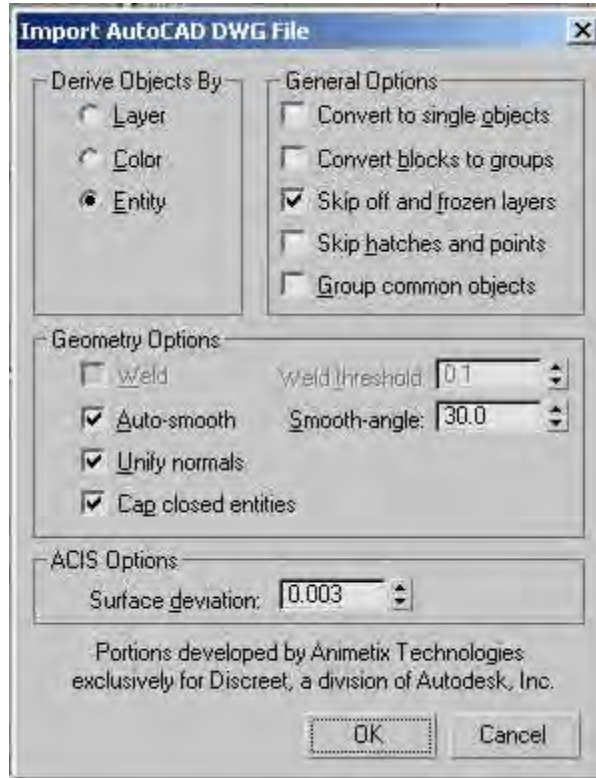 Import AutoCAD DWG File
Derive Objects By
Layer
Color
Entity
General Options
Convert to single objects
Convert blocks to groups
Skip off and frozen layers
Skip hatches and points
Group common objects
Geometry Options
Weld
Weld threshold: 0.1
Auto-smooth
Smooth-angle: 30.0
Unify normals
Cap closed entities
ACIS Options
Surface deviation: 0.003
Portions developed by Animetix Technologies
exclusively for Discreet, a division of Autodesk, Inc.
OK
Cancel